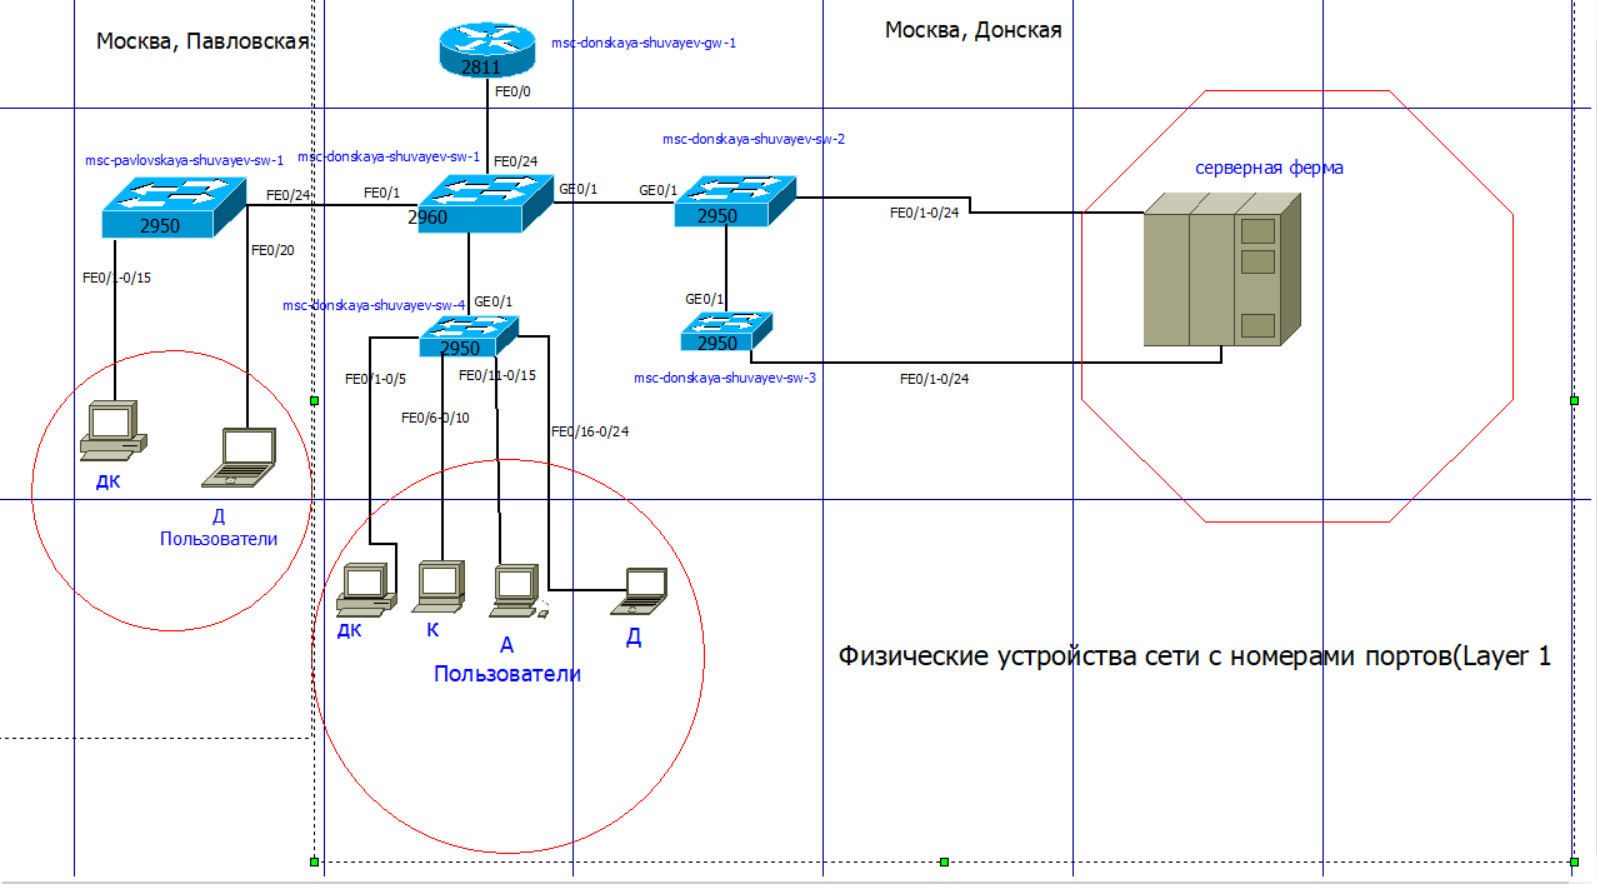 Москва, Павловская
Москва, Донская
msc-donskaya-shuvayev-gw-1
2811
FE0/0
msc-pavlovskaya-shuvayev-sw-1
msc-donskaya-shuvayev-sw-1
msc-donskaya-shuvayev-sw-2
FE0/24
серверная ферма
FE0/24
FE0/1
GE0/1
GE0/1
2950
2960
2950
FE0/1-0/24
FE0/20
FE0/1-0/15
msc-donskaya-shuvayev-sw-4
GE0/1
GE0/1
2950
2950
FE0/1-0/5
FE0/11-0/15
msc-donskaya-shuvayev-sw-3
FE0/1-0/24
FE0/6-0/10
FE0/16-0/24
дк
Д
Пользователи
дк
К
А
Д
Пользователи
Физические устройства сети с номерами портов(Layer 1